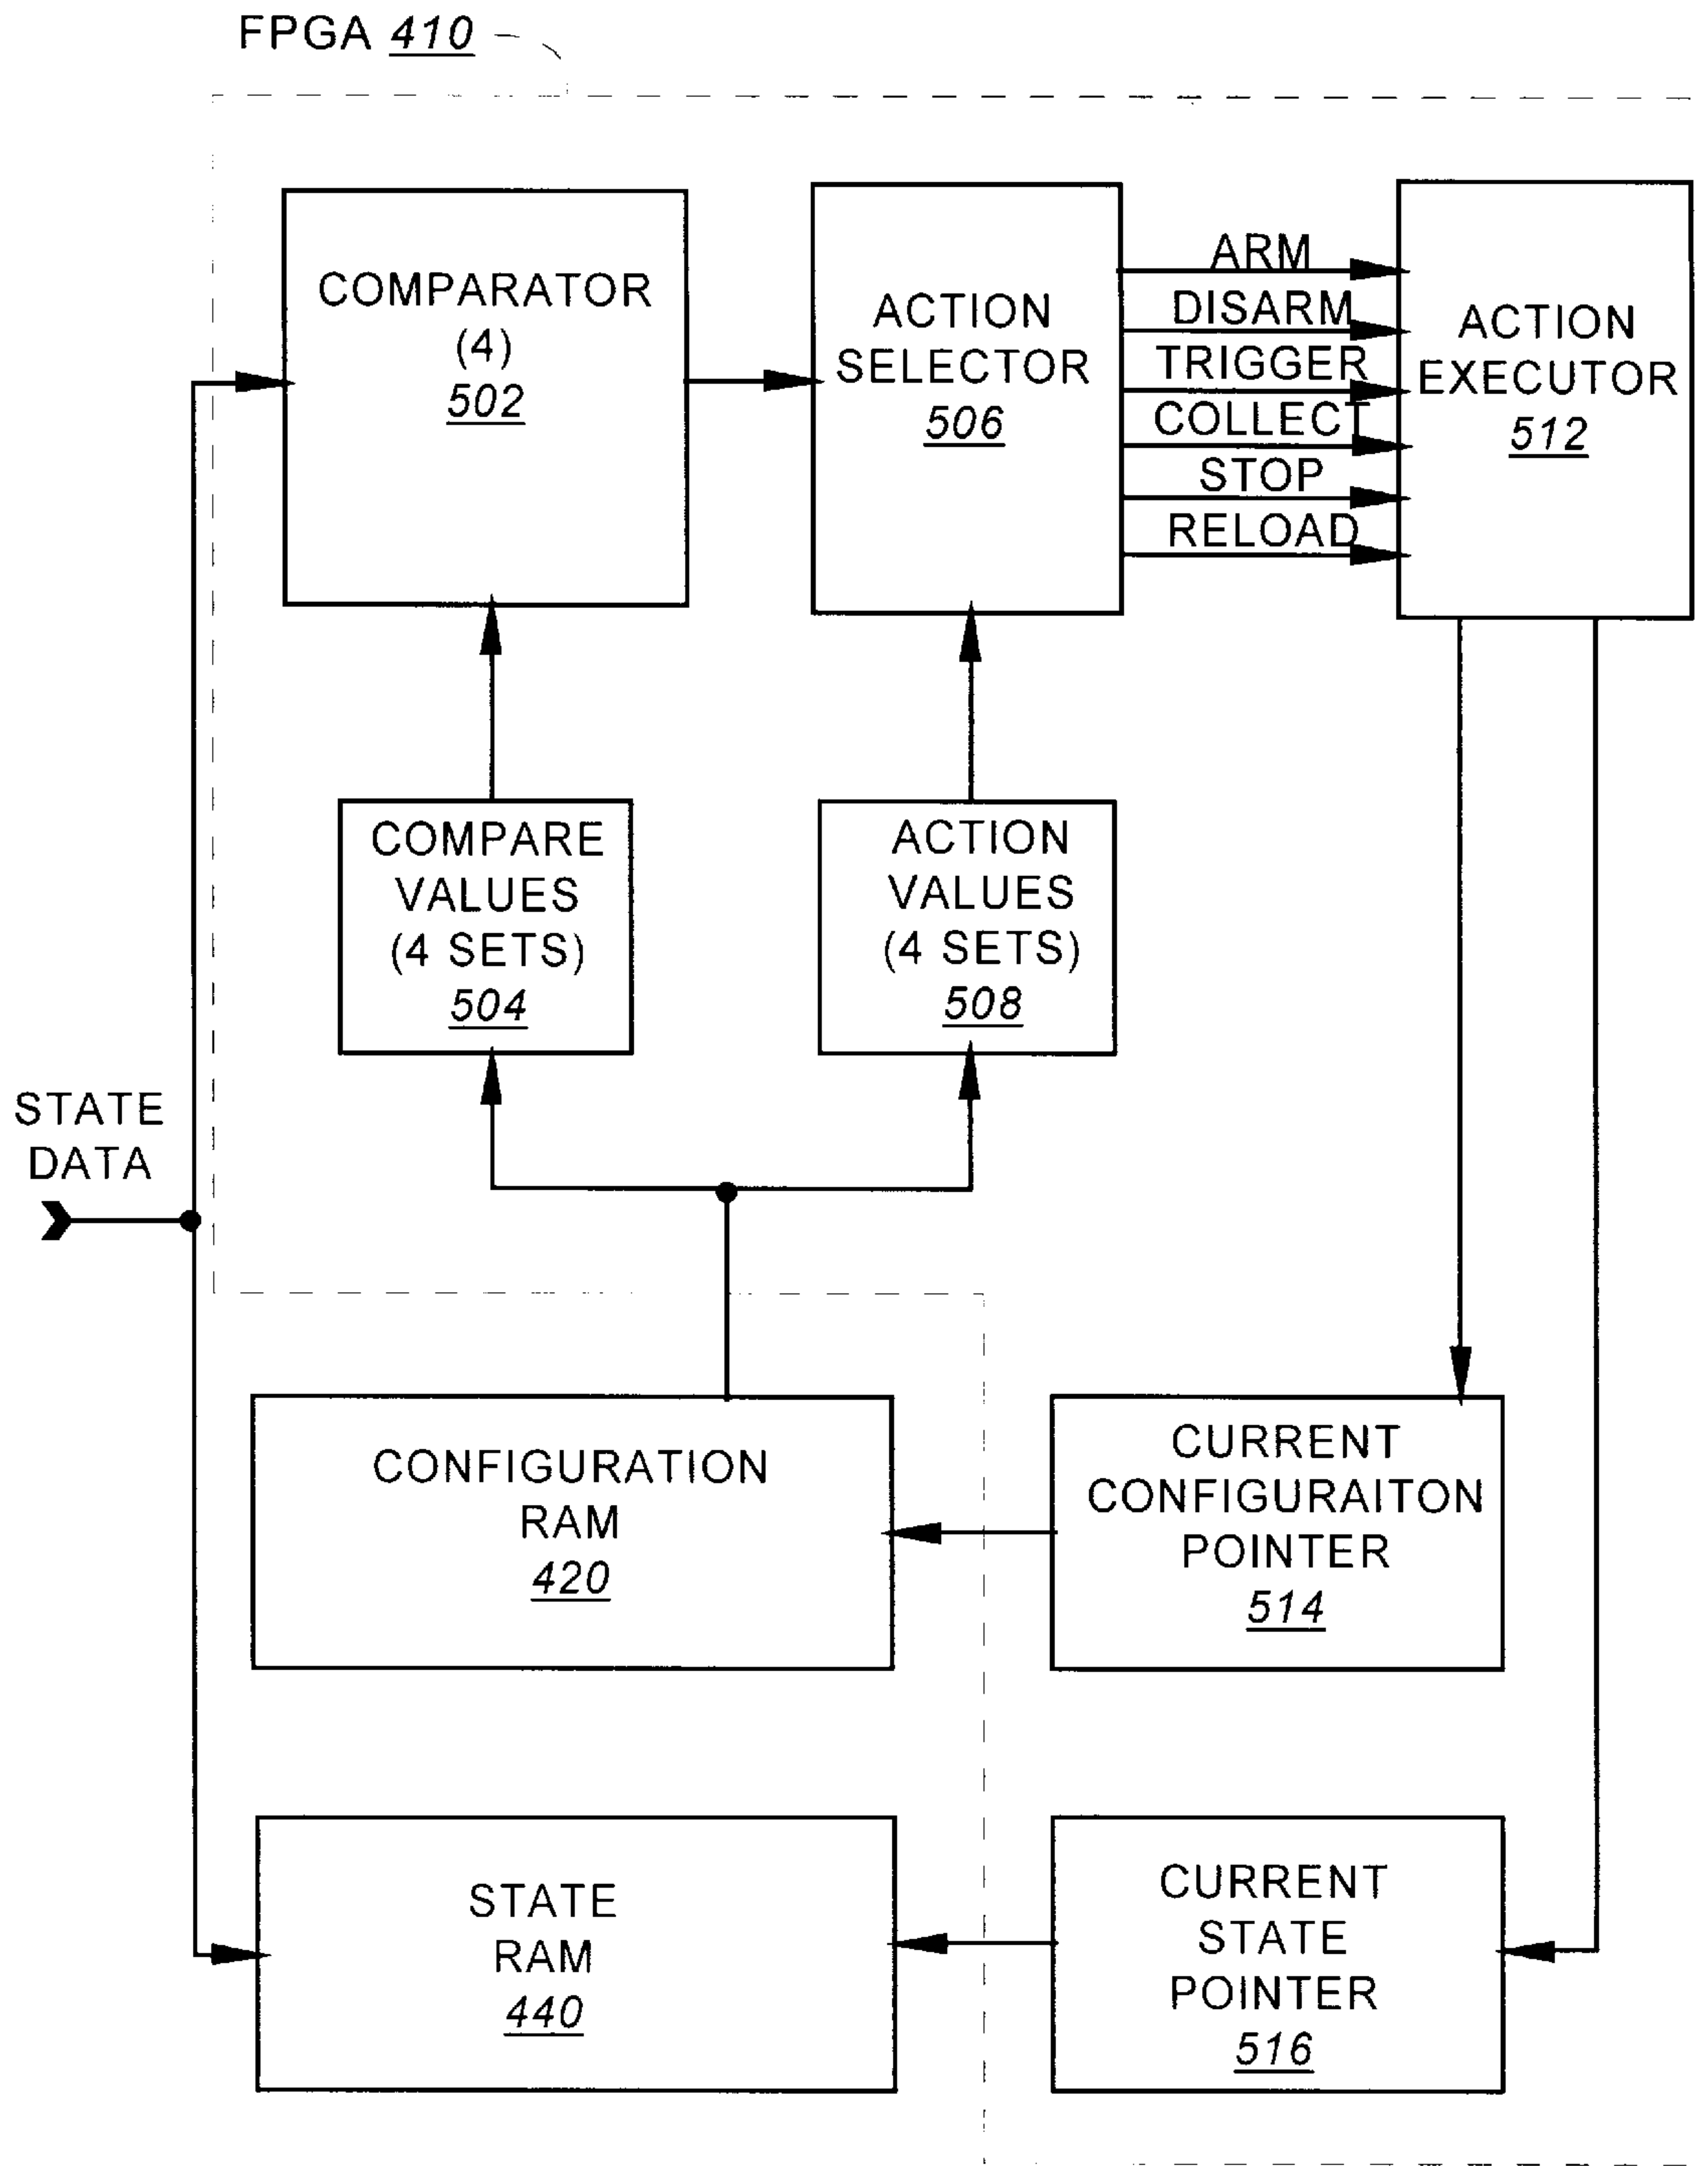 FPGA 410
COMPARATOR
(4)
502
ACTION
SELECTOR
506
ARM
DISARM
TRIGGER
COLLECT
STOP
RELOAD
ACTION
EXECUTOR
512
COMPARE
VALUES
(4 SETS)
504
ACTION
VALUES
(4 SETS)
508
STATE
DATA
CONFIGURATION
RAM
420
CURRENT
CONFIGURAITON
POINTER
514
STATE
RAM
440
CURRENT
STATE
POINTER
516